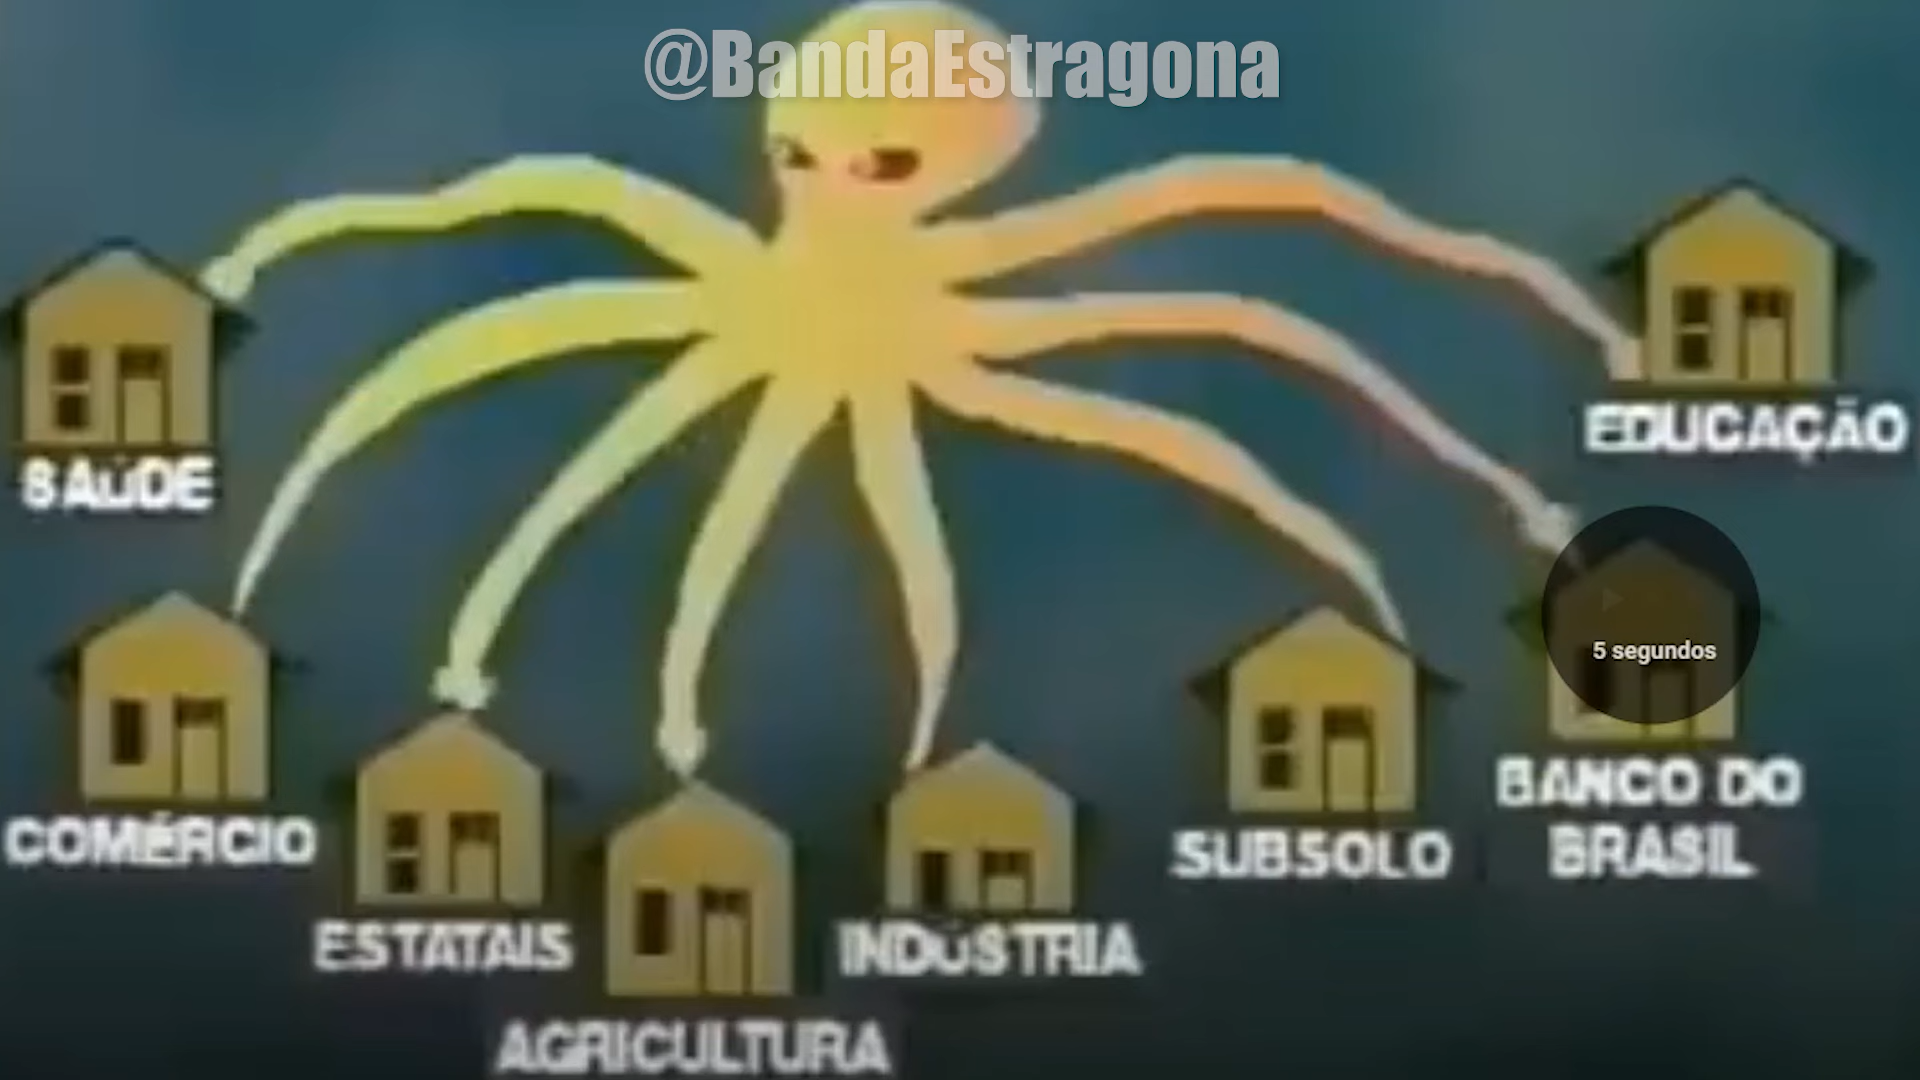 @BandaEstragona
EDUCAÇÃO
SAÚDE
5 segundos
BANCO DO
BRASIL
COMÉRCIO
SUBSOLO
ESTATAIS
INDÚSTRIA
AGRICULTURA